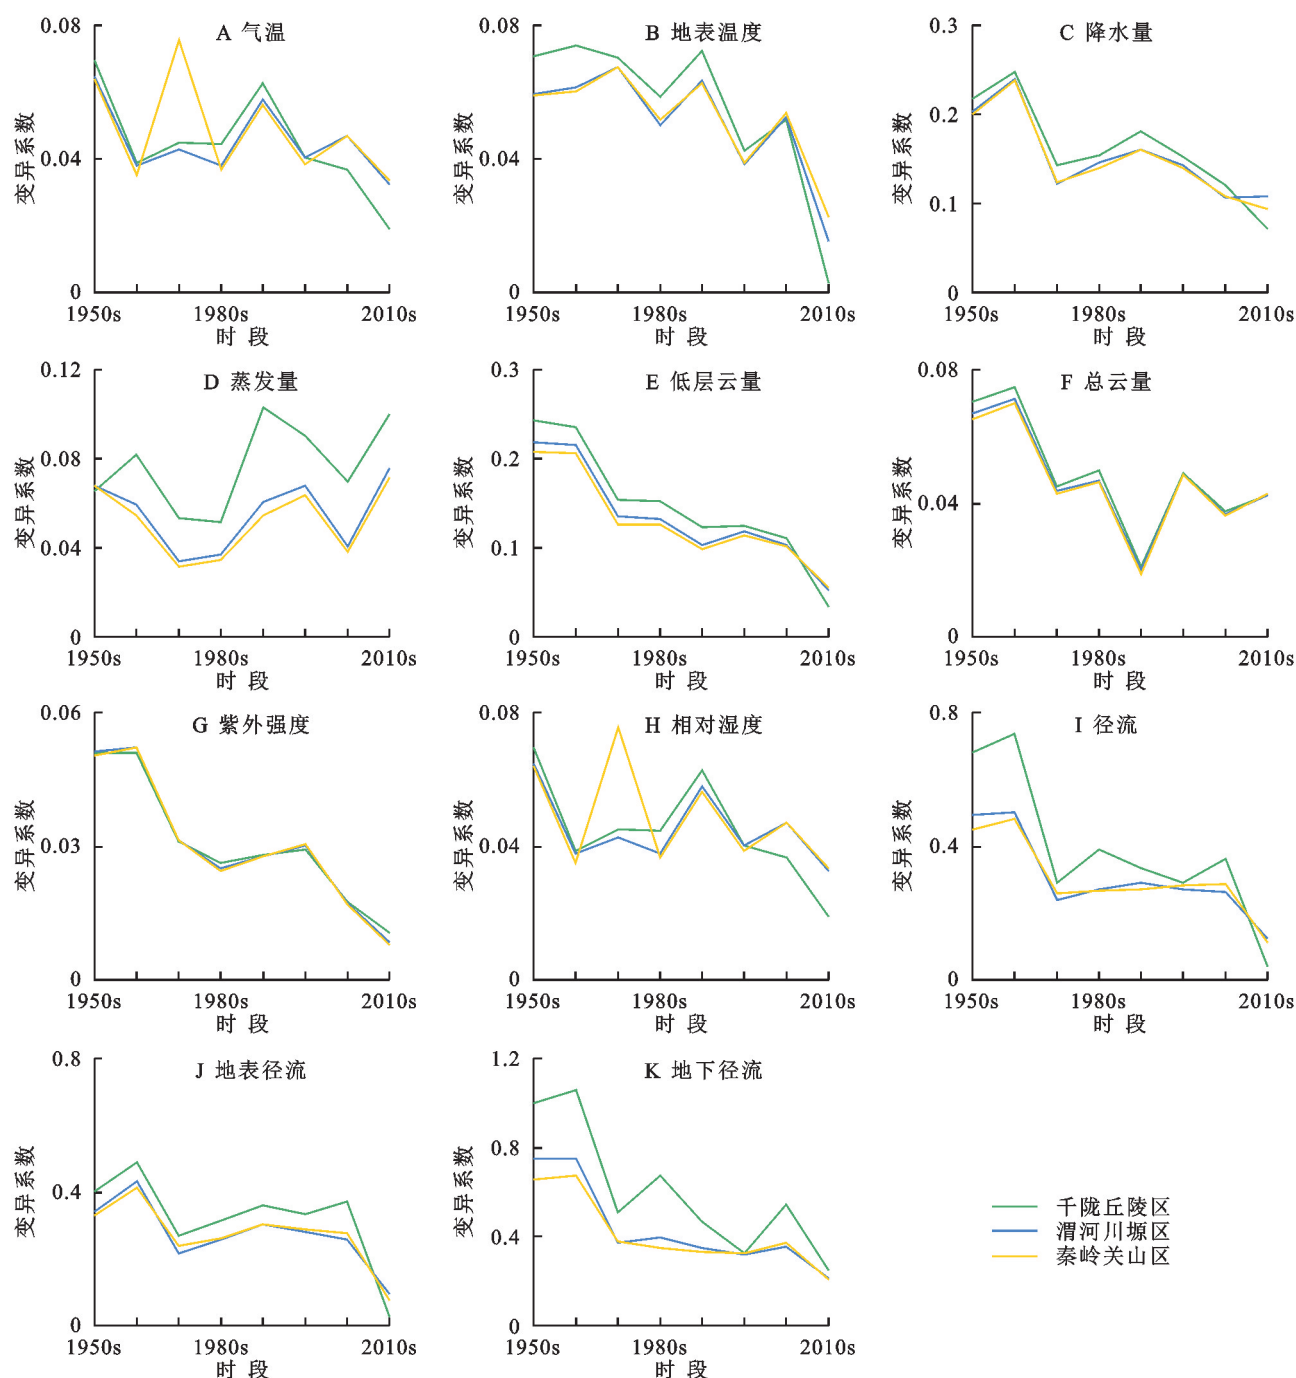 A 气温
0.08
0.04
0
变异系数
1950s
1980s
2010s
时 段
B 地表温度
0.08
0.04
0
变异系数
1950s
1980s
2010s
时 段
C 降水量
0.3
0.2
0.1
0
变异系数
1950s
1980s
2010s
时 段
D 蒸发量
0.12
0.08
0.04
0
变异系数
1950s
1980s
2010s
时 段
E 低层云量
0.3
0.2
0.1
0
变异系数
1950s
1980s
2010s
时 段
F 总云量
0.08
0.04
0
变异系数
1950s
1980s
2010s
时 段
G 紫外强度
0.06
0.03
0
变异系数
1950s
1980s
2010s
时 段
H 相对湿度
0.08
0.04
0
变异系数
1950s
1980s
2010s
时 段
I 径流
0.8
0.4
0
变异系数
1950s
1980s
2010s
时 段
J 地表径流
0.8
0.4
0
变异系数
1950s
1980s
2010s
时 段
K 地下径流
1.2
0.8
0.4
0
变异系数
1950s
1980s
2010s
时 段
千陇丘陵区
渭河川塬区
秦岭关山区